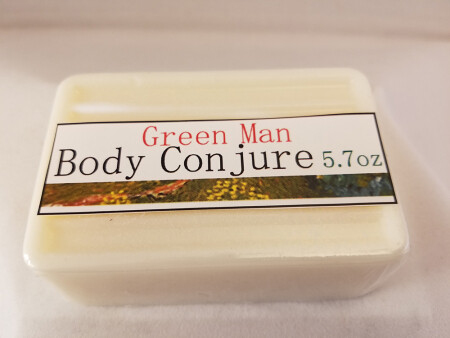 Green Man
Body Conjure 5.7oz